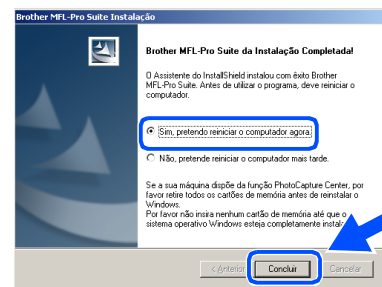 Brother MFL-Pro Suite Instalação
Brother MFL-Pro Suite da Instalação Completada!
O Assistente do InstallShield instalou com êxito Brother
MFL-Pro Suite. Antes de utilizar o programa, deve reiniciar o
computador.
Sim, pretendo reiniciar o computador agora.
Não, pretende reiniciar o computador mais tarde.
Se a sua máquina dispõe da função PhotoCapture Center, por
favor retire todos os cartões de memória antes de reinstalar o
Windows.
Por favor não insira nenhum cartão de memória até que o
sistema operativo Windows esteja completamente
< Anterior
Concluir
Cancelar